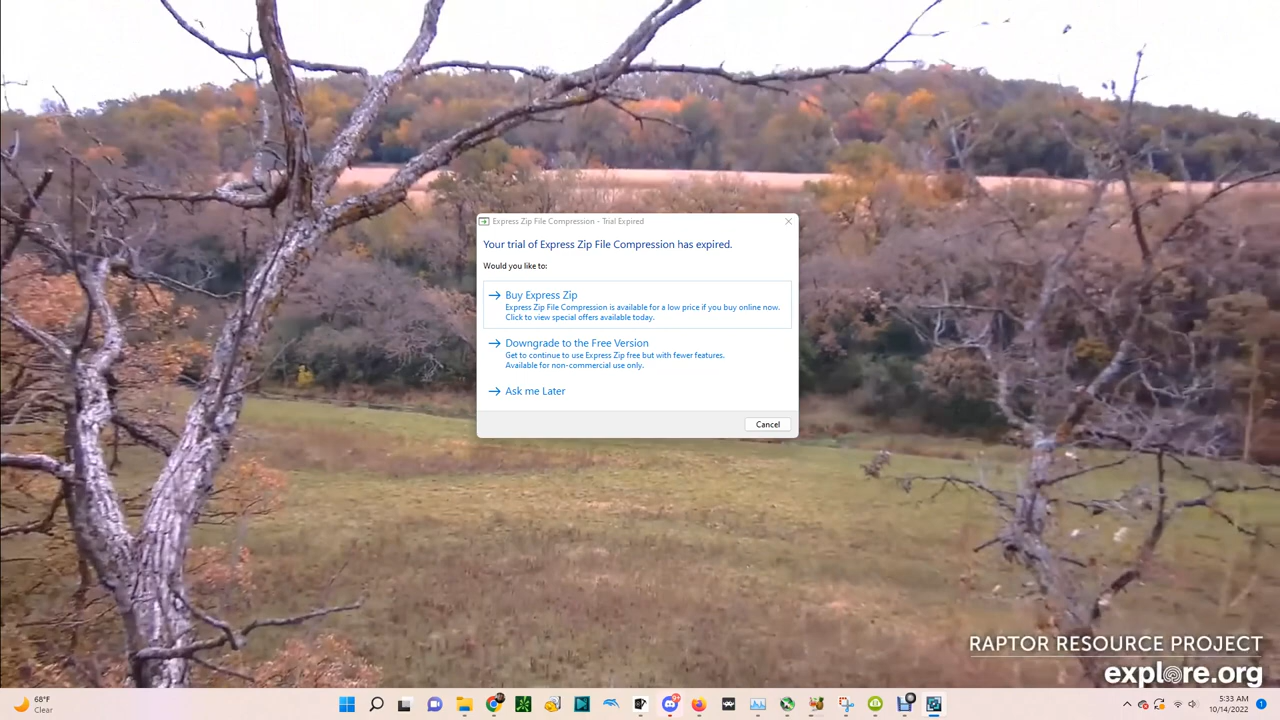 Express Zip File Compression - Trial Expired
Your trial of Express Zip File Compression has expired.
Would you like to:
Buy Express Zip
Express Zip File Compression is available for a low price if you buy online now.
Click to view special offers available today.
Downgrade to the Free Version
Get to continue to use Express Zip free but with fewer features.
Available for non-commercial use only.
Ask me Later
Cancel
RAPTOR RESOURCE PROJECT
explore.org
68°F
Clear
9+
5:33 AM
10/14/2022
1